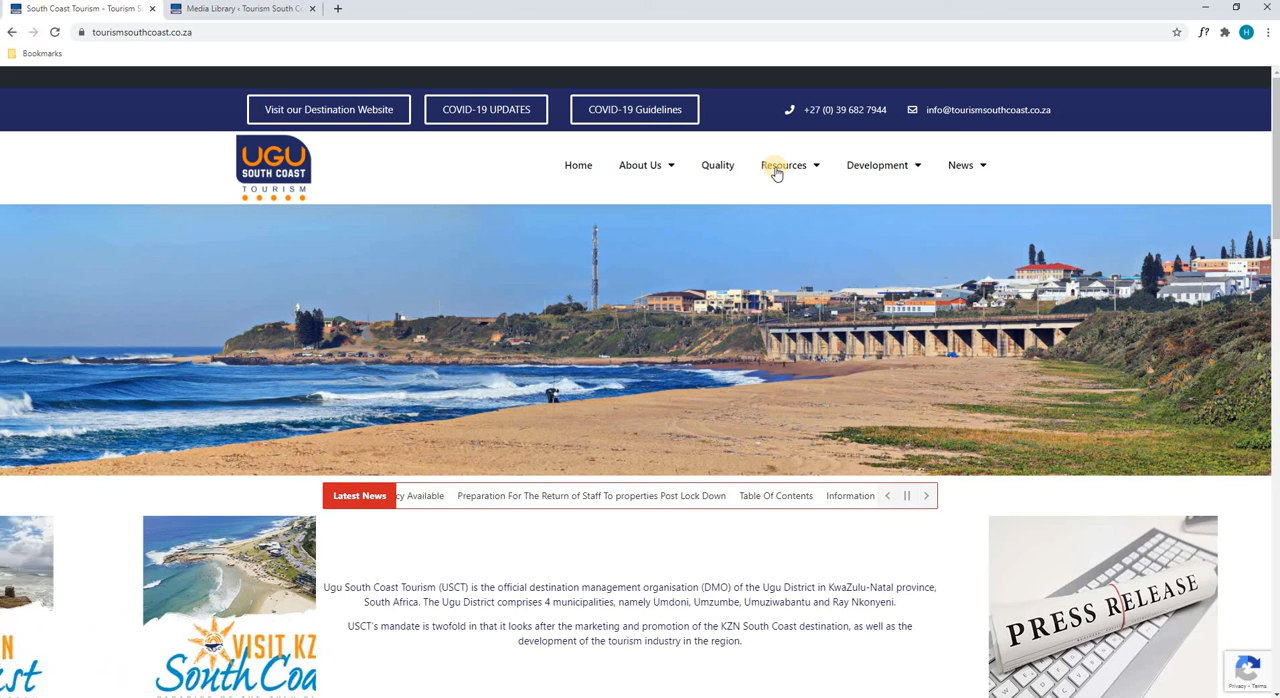 South Coast Tourism - Tourism S
Media Library ‹ Tourism South Co
tourismsouthcoast.co.za
H
Bookmarks
Visit our Destination Website
COVID-19 UPDATES
COVID-19 Guidelines
+27 (0) 39 682 7944
info@tourismsouthcoast.co.za
UGU
SOUTH COAST
TOURISM
Home
About Us
Quality
Resources
Development
News
Latest News
cy Available
Preparation For The Return of Staff To properties Post Lock Down
Table Of Contents
Information
Ugu South Coast Tourism (USCT) is the official destination management organisation (DMO) of the Ugu District in KwaZulu-Natal province,
South Africa. The Ugu District comprises 4 municipalities, namely Umdoni, Umzumbe, Umuziwabantu and Ray Nkonyeni.
USCT's mandate is twofold in that it looks after the marketing and promotion of the KZN South Coast destination, as well as the
development of the tourism industry in the region.
N
st
VISIT KZ
South Coa
PRESS RELEASE
Privacy - Terms